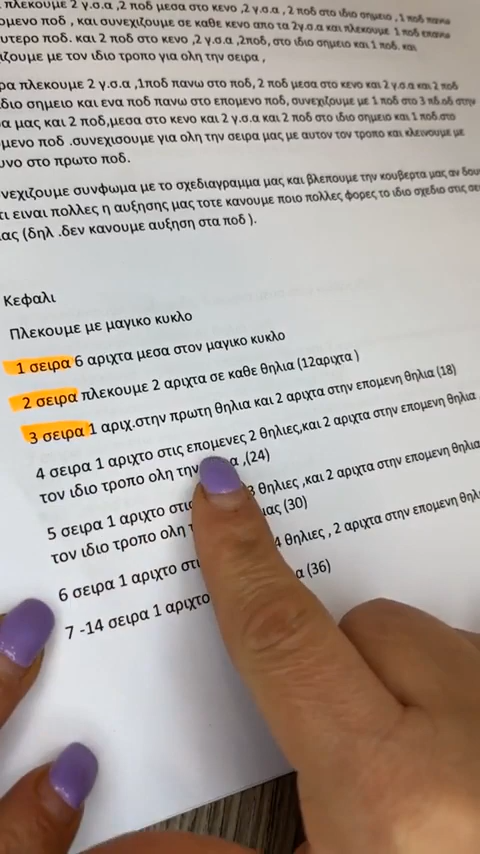 πλεκουμε 2 γ.σ.α ,2 ποδ μεσα στο κενο ,2 γ.σ.α , 2 ποδ στο ιδιο σημειο , 1 ποδ πανω
ομενο ποδ , και συνεχιζουμε σε καθε κενο απο τα 2γ.σ.α και πλεκουμε 1 ποδ επανω
υτερο ποδ. και 2 ποδ στο κενο ,2 γ.σ.α ,2ποδ, στο ιδιο σημειο και 1 ποδ. και
ιζουμε με τον ιδιο τροπο για ολη την σειρα ,
ρα πλεκουμε 2 γ.σ.α ,1ποδ πανω στο ποδ, 2 ποδ μεσα στο κενο και 2 γ.σ.α και 2 ποδ
διο σημειο και ενα ποδ πανω στο επομενο ποδ, συνεχιζουμε με 1 ποδ στο 3 πδ.οδ στην
α μας και 2 ποδ,μεσα στο κενο και 2 γ.σ.α και 2 ποδ στο ιδιο σημειο και 1 ποδ.στο
μενο ποδ .συνεχισουμε για ολη την σειρα μας με αυτον τον τροπο και κλεινουμε με
υνο στο πρωτο ποδ.
νεχιζουμε συνφωμα με το σχεδιαγραμμα μας και βλεπουμε την κουβερτα μας αν δου
τι ειναι πολλες η αυξησης μας τοτε κανουμε ποιο πολλες φορες το ιδιο σχεδιο στις σε
μας (δηλ .δεν κανουμε αυξηση στα ποδ ).
Κεφαλι
Πλεκουμε με μαγικο κυκλο
1 σειρα 6 αριχτα μεσα στον μαγικο κυκλο
2 σειρα πλεκουμε 2 αριχτα σε καθε θηλια (12αριχτα )
3 σειρα 1 αριχ.στην πρωτη θηλια και 2 αριχτα στην επομενη θηλια (18)
4 σειρα 1 αριχτο στις επομενες 2 θηλιες,και 2 αριχτα στην επομενη θηλια ,
τον ιδιο τροπο ολη την α ,(24)
5 σειρα 1 αριχτο στις 3 θηλιες ,και 2 αριχτα στην επομενη θηλια
τον ιδιο τροπο ολη τ ιας (30)
6 σειρα 1 αριχτο στι 4 θηλιες , 2 αριχτα στην επομενη θηλ
α (36)
7 -14 σειρα 1 αριχτο